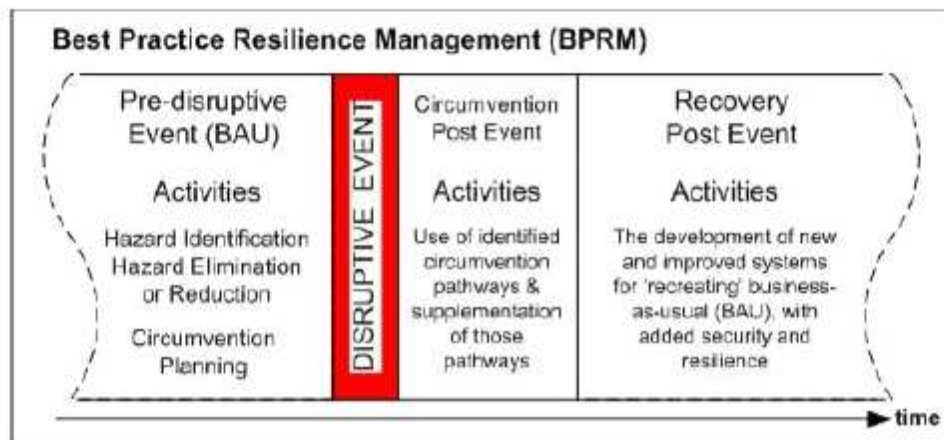 Best Practice Resilience Management (BPRM)
Pre-disruptive
Event (BAU)
Activities
Hazard Identification
Hazard Elimination
or Reduction
Circumvention
Planning
DISRUPTIVE EVENT
Circumvention
Post Event
Activities
Use of identified
circumvention
pathways &
supplementation
of those
pathways
Recovery
Post Event
Activities
The development of new
and improved systems
for 'recreating' business-
as-usual (BAU), with
added security and
resilience
time